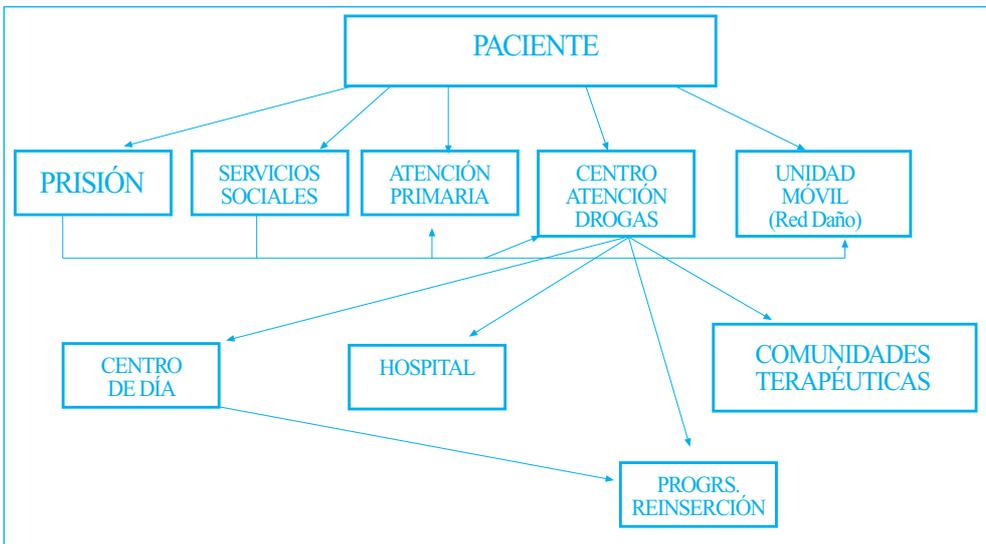 PACIENTE
PRISIÓN
SERVICIOS
SOCIALES
ATENCIÓN
PRIMARIA
CENTRO
ATENCIÓN
DROGAS
UNIDAD
MÓVIL
(Red Daño)
CENTRO
DE DÍA
HOSPITAL
COMUNIDADES
TERAPÉUTICAS
PROGRS.
REINSERCIÓN